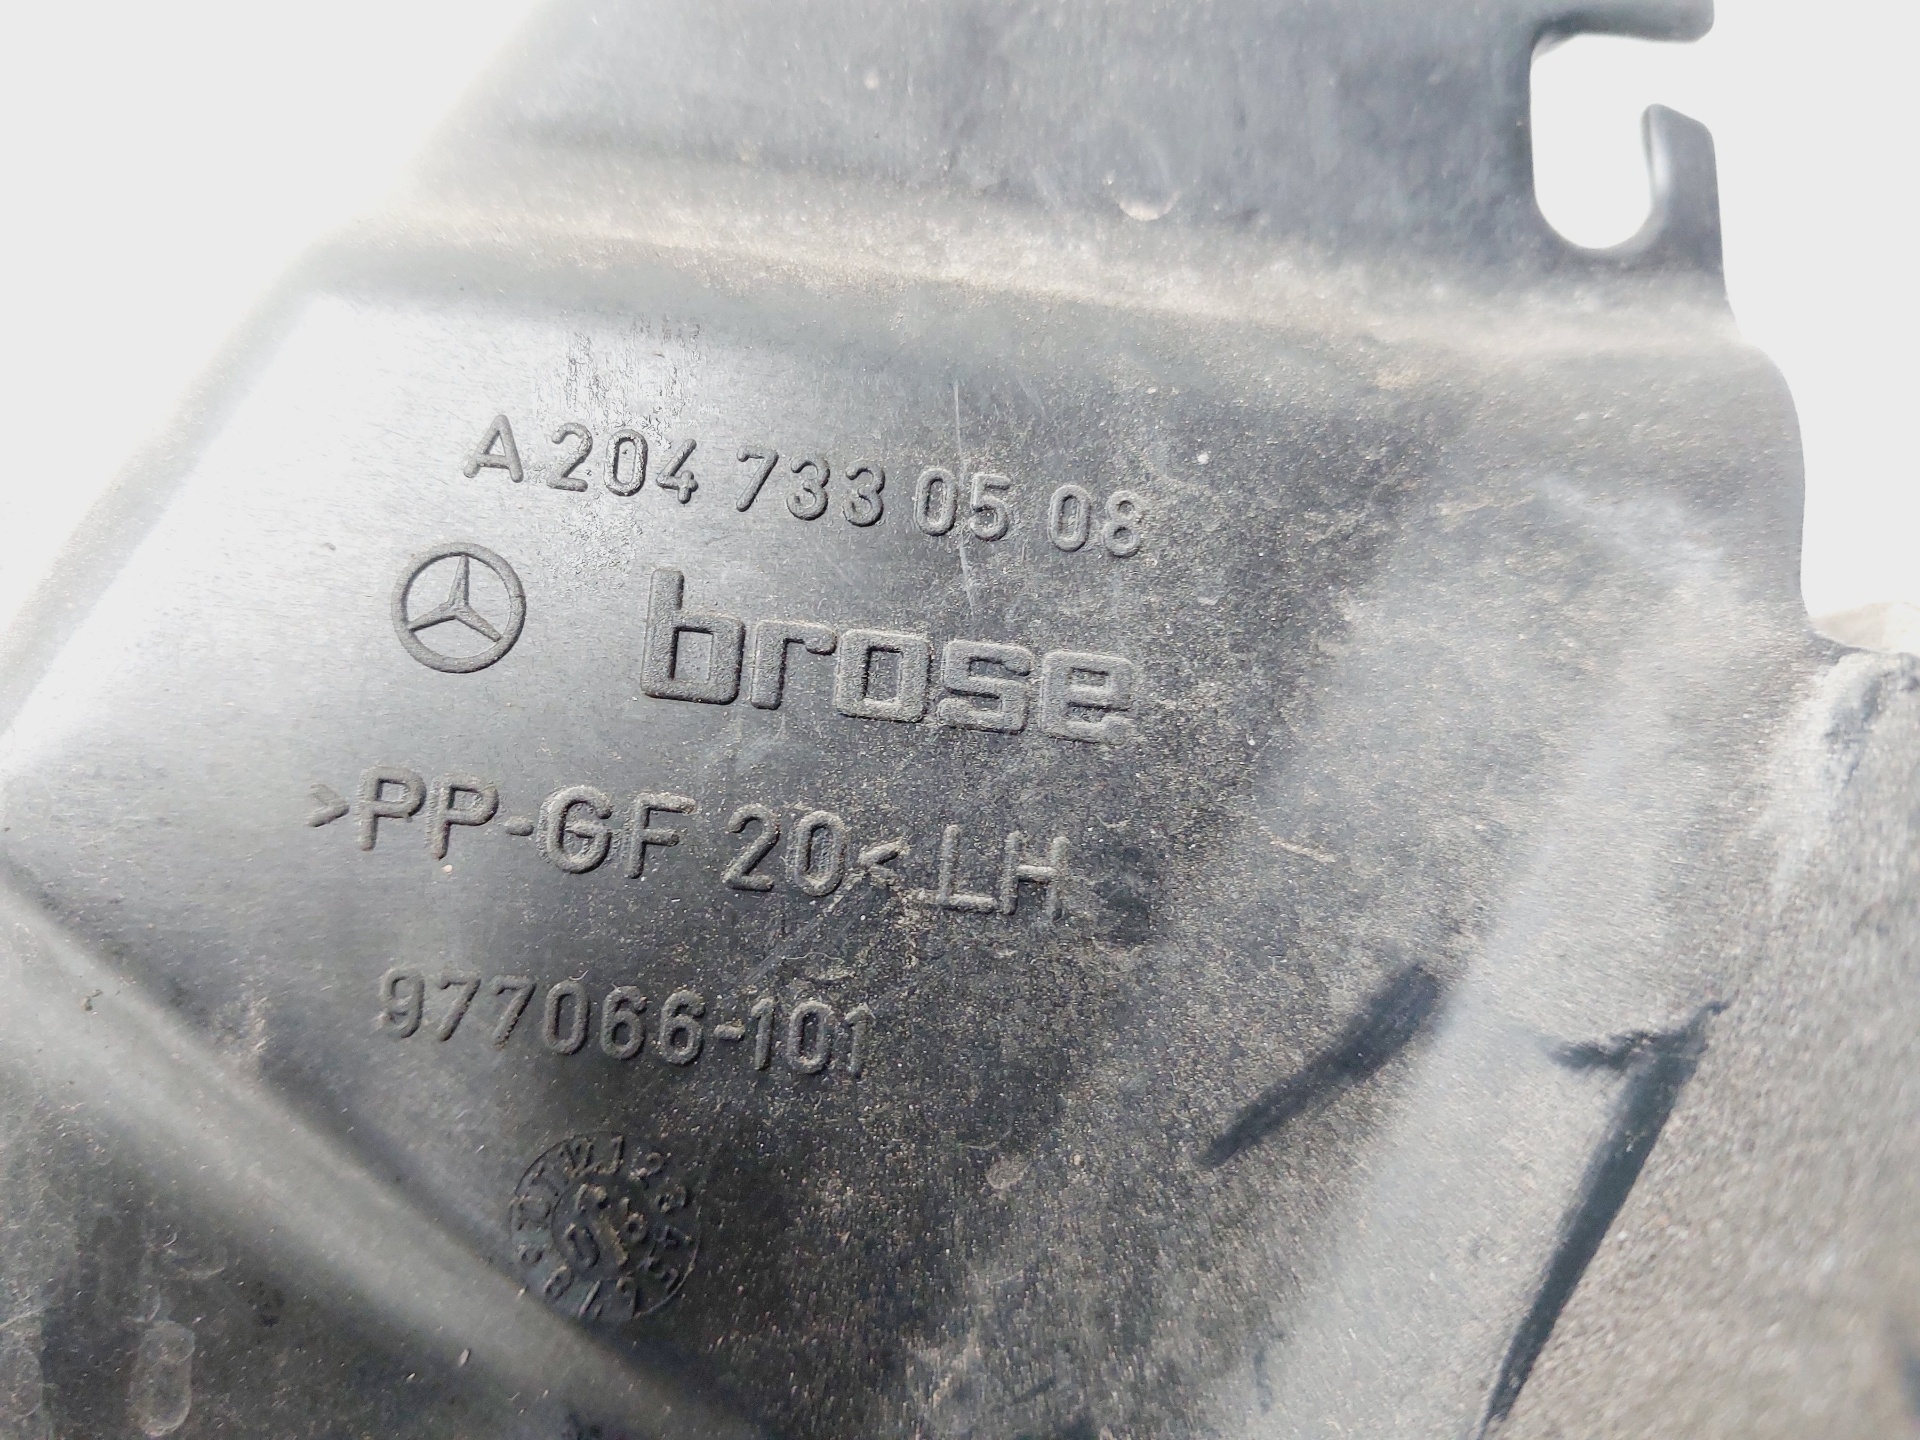 A 204 733 05 08
brose
>PP-GF 20< LH
977066-101